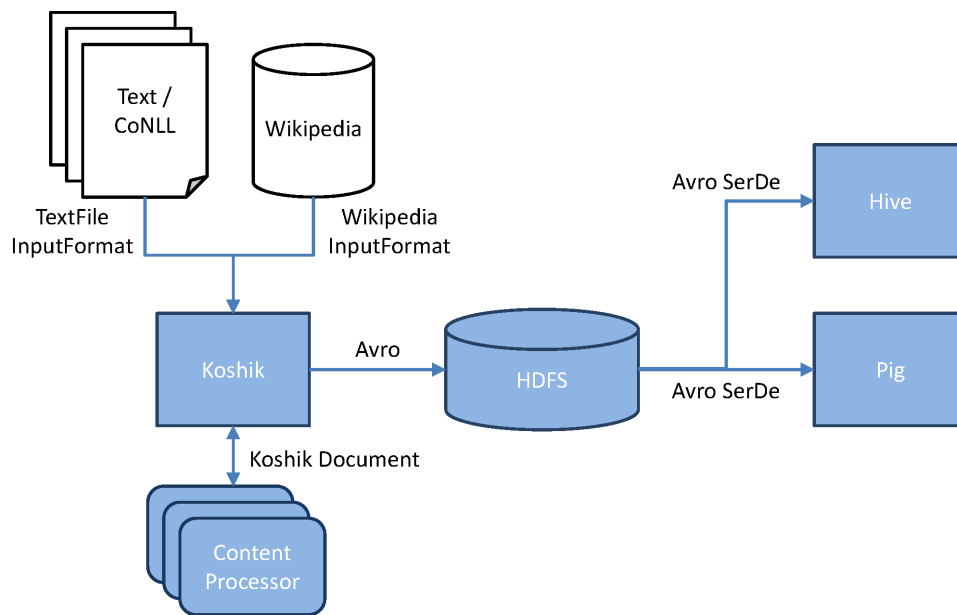 Text /
CoNLL
Wikipedia
TextFile
InputFormat
Wikipedia
InputFormat
Avro SerDe
Hive
Koshik
Avro
HDFS
Avro SerDe
Pig
Koshik Document
Content
Processor